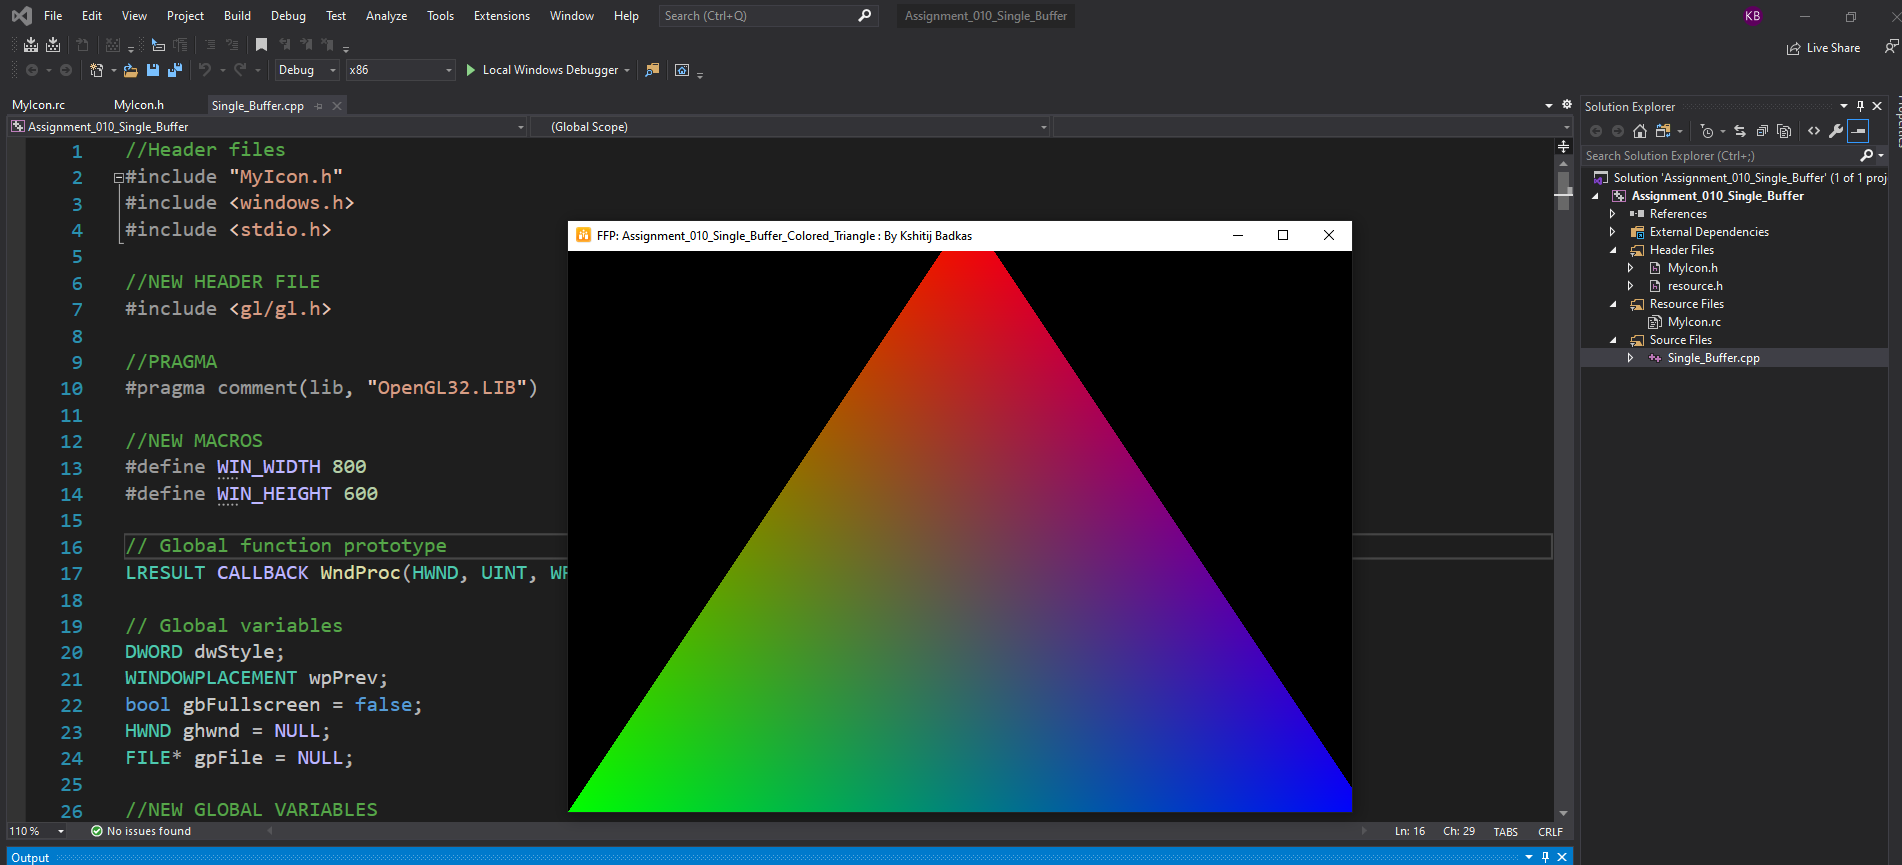 File Edit View Project Build Debug Test Analyze Tools Extensions Window Help Search (Ctrl+Q) Assignment_010_Single_Buffer KB
Live Share
Debug x86 Local Windows Debugger
MyIcon.rc MyIcon.h Single_Buffer.cpp
Assignment_010_Single_Buffer (Global Scope)
1 //Header files
2 #include "MyIcon.h"
3 #include <windows.h>
4 #include <stdio.h>
5
6 //NEW HEADER FILE
7 #include <gl/gl.h>
8
9 //PRAGMA
10 #pragma comment(lib, "OpenGL32.LIB")
11
12 //NEW MACROS
13 #define WIN_WIDTH 800
14 #define WIN_HEIGHT 600
15
16 // Global function prototype
17 LRESULT CALLBACK WndProc(HWND, UINT, WP
18
19 // Global variables
20 DWORD dwStyle;
21 WINDOWPLACEMENT wpPrev;
22 bool gbFullscreen = false;
23 HWND ghwnd = NULL;
24 FILE* gpFile = NULL;
25
26 //NEW GLOBAL VARIABLES
FFP: Assignment_010_Single_Buffer_Colored_Triangle : By Kshitij Badkas
110 % No issues found Ln: 16 Ch: 29 TABS CRLF
Output
Solution Explorer
Search Solution Explorer (Ctrl+;)
Solution 'Assignment_010_Single_Buffer' (1 of 1 proj
Assignment_010_Single_Buffer
References
External Dependencies
Header Files
MyIcon.h
resource.h
Resource Files
MyIcon.rc
Source Files
Single_Buffer.cpp